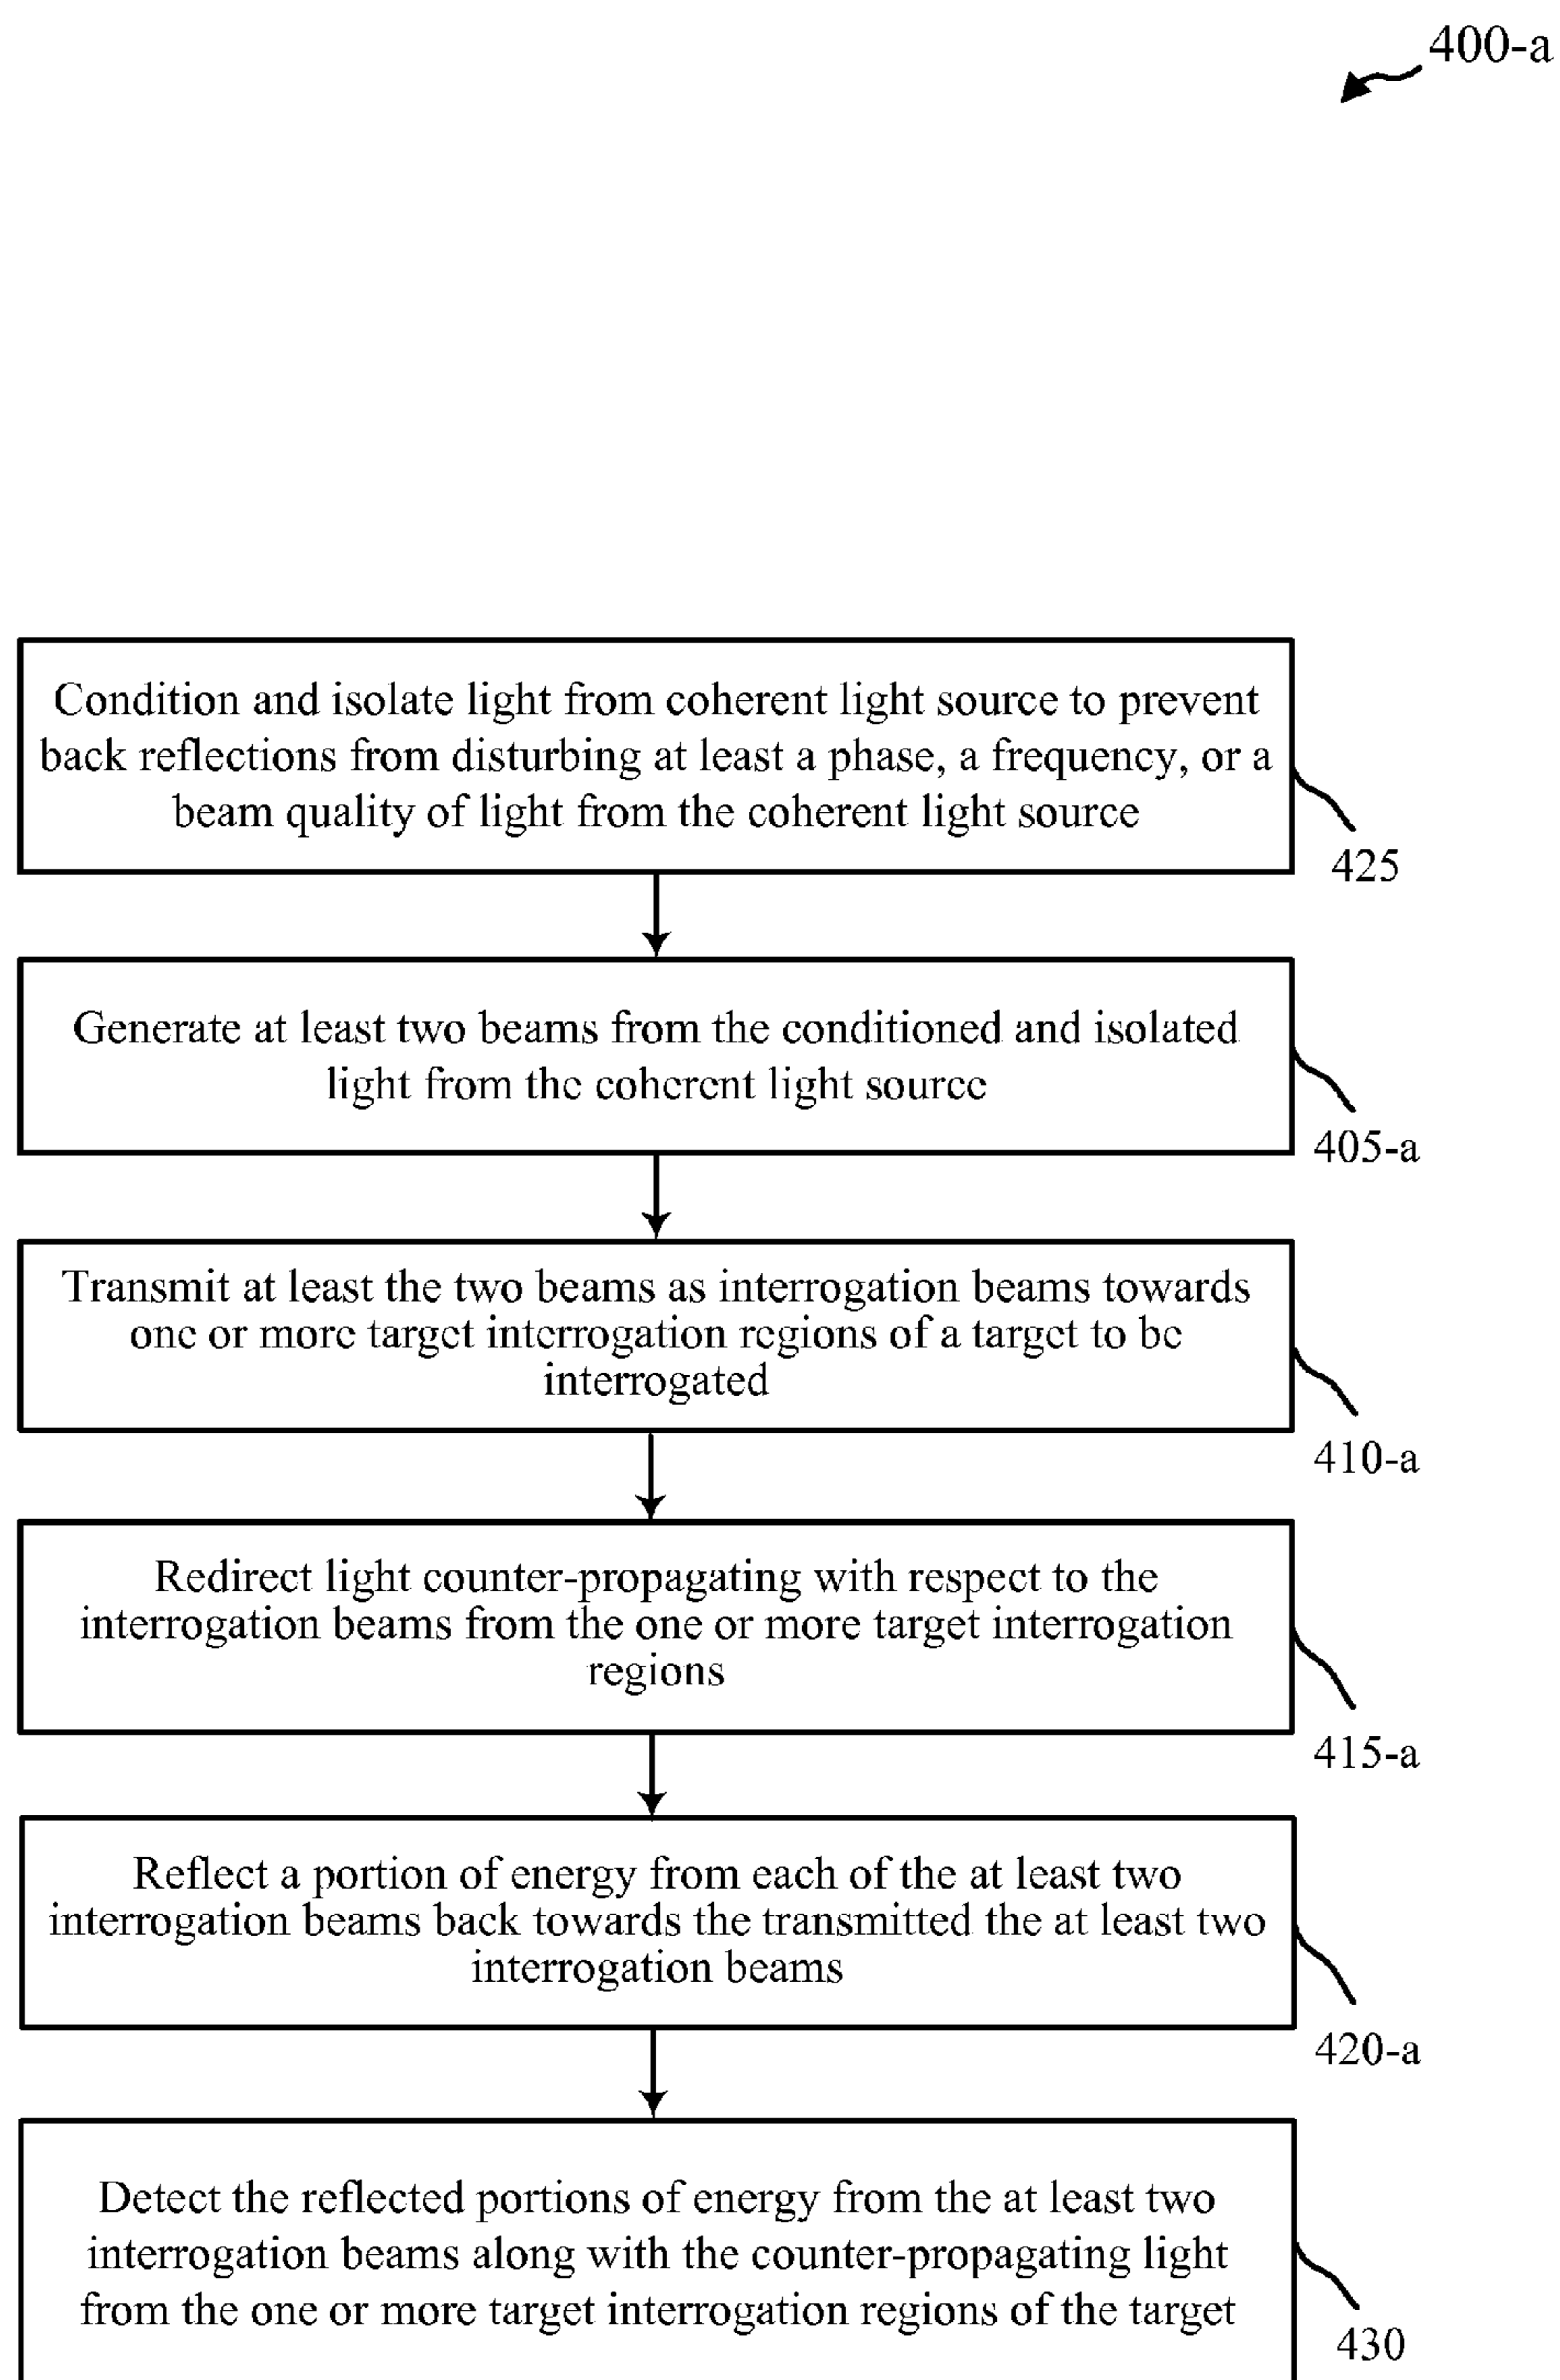 400-a
Condition and isolate light from coherent light source to prevent
back reflections from disturbing at least a phase, a frequency, or a
beam quality of light from the coherent light source
425
Generate at least two beams from the conditioned and isolated
light from the coherent light source
405-a
Transmit at least the two beams as interrogation beams towards
one or more target interrogation regions of a target to be
interrogated
410-a
Redirect light counter-propagating with respect to the
interrogation beams from the one or more target interrogation
regions
415-a
Reflect a portion of energy from each of the at least two
interrogation beams back towards the transmitted the at least two
interrogation beams
420-a
Detect the reflected portions of energy from the at least two
interrogation beams along with the counter-propagating light
from the one or more target interrogation regions of the target
430